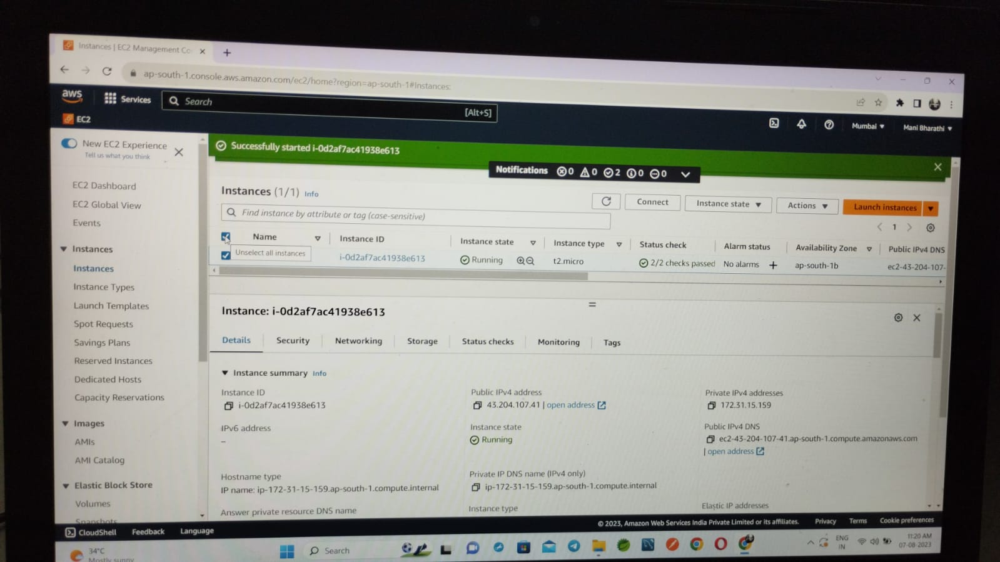 Instances | EC2 Management Co
ap-south-1.console.aws.amazon.com/ec2/home?region=ap-south-1#Instances:
aws
Services
Search
[Alt+S]
Mumbai
Mani Bharathi
EC2
New EC2 Experience
Tell us what you think
EC2 Dashboard
EC2 Global View
Events
Instances
Instances
Instance Types
Launch Templates
Spot Requests
Savings Plans
Reserved Instances
Dedicated Hosts
Capacity Reservations
Images
AMIs
AMI Catalog
Elastic Block Store
Volumes
Snapshots
Successfully started i-0d2af7ac41938e613
Notifications 0 0 2 0 0
Instances (1/1) Info
Connect
Instance state
Actions
Launch instances
Find instance by attribute or tag (case-sensitive)
1
Name Instance ID Instance state Instance type Status check Alarm status Availability Zone Public IPv4 DNS
Unselect all instances
i-0d2af7ac41938e613 Running t2.micro 2/2 checks passed No alarms + ap-south-1b ec2-43-204-107-
Instance: i-0d2af7ac41938e613
Details Security Networking Storage Status checks Monitoring Tags
Instance summary Info
Instance ID
i-0d2af7ac41938e613
Public IPv4 address
43.204.107.41 | open address
Private IPv4 addresses
172.31.15.159
IPv6 address
–
Instance state
Running
Public IPv4 DNS
ec2-43-204-107-41.ap-south-1.compute.amazonaws.com
| open address
Hostname type
IP name: ip-172-31-15-159.ap-south-1.compute.internal
Private IP DNS name (IPv4 only)
ip-172-31-15-159.ap-south-1.compute.internal
Answer private resource DNS name
Instance type
Elastic IP addresses
CloudShell
Feedback
Language
© 2023, Amazon Web Services India Private Limited or its affiliates.
Privacy
Terms
Cookie preferences
34°C
Mostly sunny
Search
ENG
IN
11:20 AM
07-08-2023